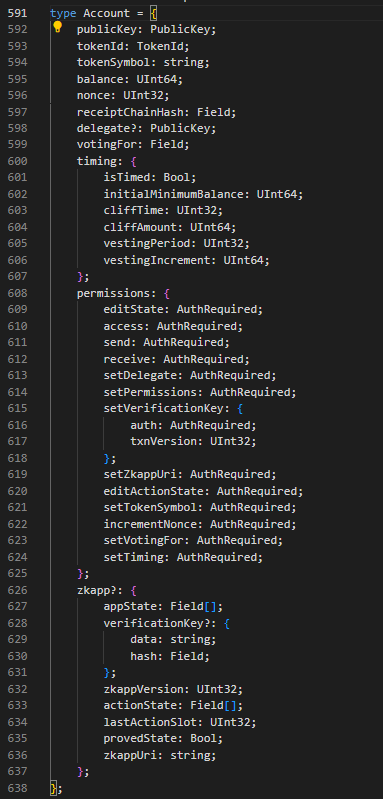 591 type Account = {
592 publicKey: PublicKey;
593 tokenId: TokenId;
594 tokenSymbol: string;
595 balance: UInt64;
596 nonce: UInt32;
597 receiptChainHash: Field;
598 delegate?: PublicKey;
599 votingFor: Field;
600 timing: {
601 isTimed: Bool;
602 initialMinimumBalance: UInt64;
603 cliffTime: UInt32;
604 cliffAmount: UInt64;
605 vestingPeriod: UInt32;
606 vestingIncrement: UInt64;
607 };
608 permissions: {
609 editState: AuthRequired;
610 access: AuthRequired;
611 send: AuthRequired;
612 receive: AuthRequired;
613 setDelegate: AuthRequired;
614 setPermissions: AuthRequired;
615 setVerificationKey: {
616 auth: AuthRequired;
617 txnVersion: UInt32;
618 };
619 setZkappUri: AuthRequired;
620 editActionState: AuthRequired;
621 setTokenSymbol: AuthRequired;
622 incrementNonce: AuthRequired;
623 setVotingFor: AuthRequired;
624 setTiming: AuthRequired;
625 };
626 zkapp?: {
627 appState: Field[];
628 verificationKey?: {
629 data: string;
630 hash: Field;
631 };
632 zkappVersion: UInt32;
633 actionState: Field[];
634 lastActionSlot: UInt32;
635 provedState: Bool;
636 zkappUri: string;
637 };
638 };